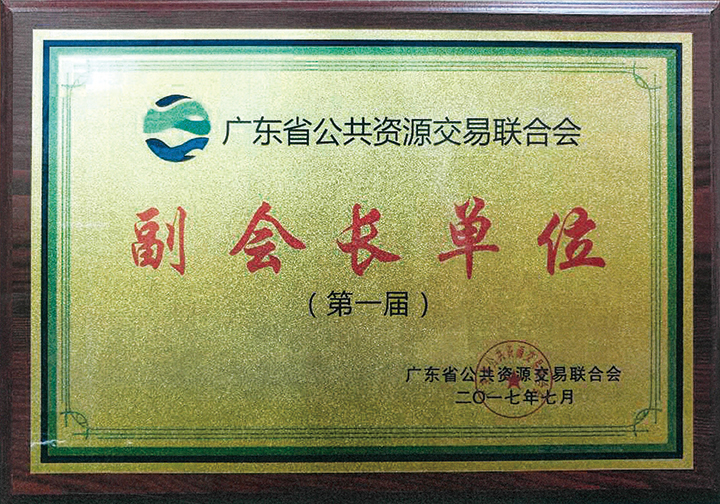 广东省公共资源交易联合会
副会长单位
（第一届）
广东省公共资源交易联合会
二〇一七年七月